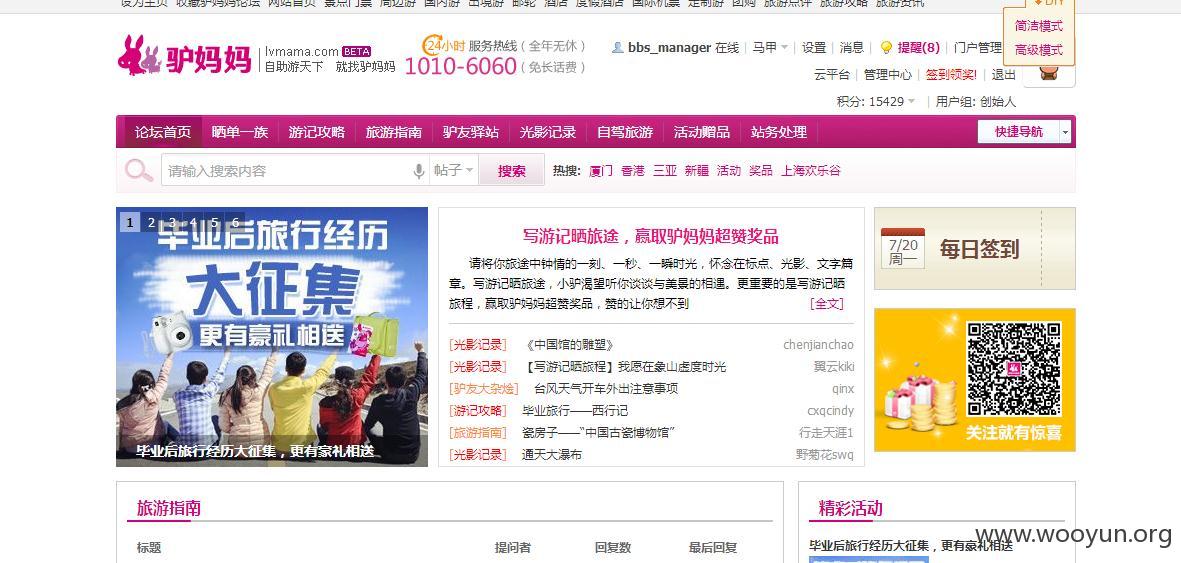 设为主页 收藏驴妈妈论坛 网站首页 景点门票 周边游 国内游 出境游 邮轮 酒店 度假酒店 国际机票 定制游 团购 旅游点评 旅游攻略 旅游资讯
DIY
简洁模式
高级模式
驴妈妈 lvmama.com BETA
自助游天下 就找驴妈妈
24小时 服务热线 ( 全年无休 )
1010-6060 ( 免长话费 )
bbs_manager 在线 马甲 设置 消息 提醒(8) 门户管理
云平台 管理中心 签到领奖! 退出
积分: 15429 用户组: 创始人
论坛首页 晒单一族 游记攻略 旅游指南 驴友驿站 光影记录 自驾旅游 活动赠品 站务处理 快捷导航
请输入搜索内容 帖子 搜索 热搜: 厦门 香港 三亚 新疆 活动 奖品 上海欢乐谷
1 2 3 4 5 6
毕业后旅行经历
大征集
更有豪礼相送
毕业后旅行经历大征集，更有豪礼相送
写游记晒旅途，赢取驴妈妈超赞奖品
请将你旅途中钟情的一刻、一秒、一瞬时光，怀念在标点、光影、文字篇
章。写游记晒旅途，小驴渴望听你谈谈与美景的相遇。更重要的是写游记晒
旅程，赢取驴妈妈超赞奖品，赞的让你想不到 [全文]
[光影记录] 《中国馆的雕塑》 chenjianchao
[光影记录] 【写游记晒旅程】我愿在象山虚度时光 翼云kiki
[驴友大杂烩] 台风天气开车外出注意事项 qinx
[游记攻略] 毕业旅行——西行记 cxqcindy
[旅游指南] 瓷房子——“中国古瓷博物馆” 行走天涯1
[光影记录] 通天大瀑布 野菊花swq
7/20
周一
每日签到
关注就有惊喜
旅游指南
标题 提问者 回复数 最后回复
精彩活动
毕业后旅行经历大征集，更有豪礼相送
www.wooyun.org